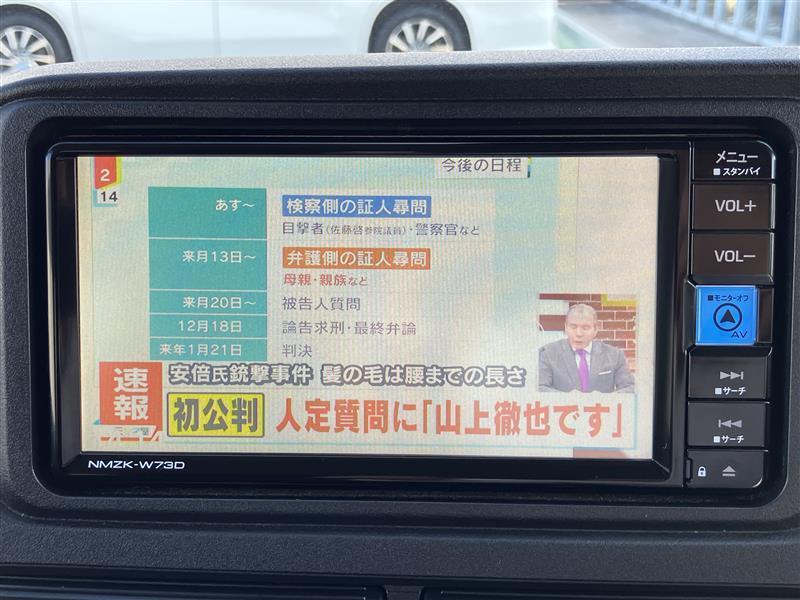 今後の日程
2
14
あす〜 検察側の証人尋問
目撃者(佐藤啓参院議員)・警察官など
来月13日〜 弁護側の証人尋問
母親・親族など
来月20日〜 被告人質問
12月18日 論告求刑・最終弁論
来年1月21日 判決
速報 安倍氏銃撃事件 髪の毛は腰までの長さ
初公判 人定質問に「山上徹也です」
NMZK-W73D
メニュー
スタンバイ
VOL+
VOL−
モニターオフ
AV
サーチ
サーチ